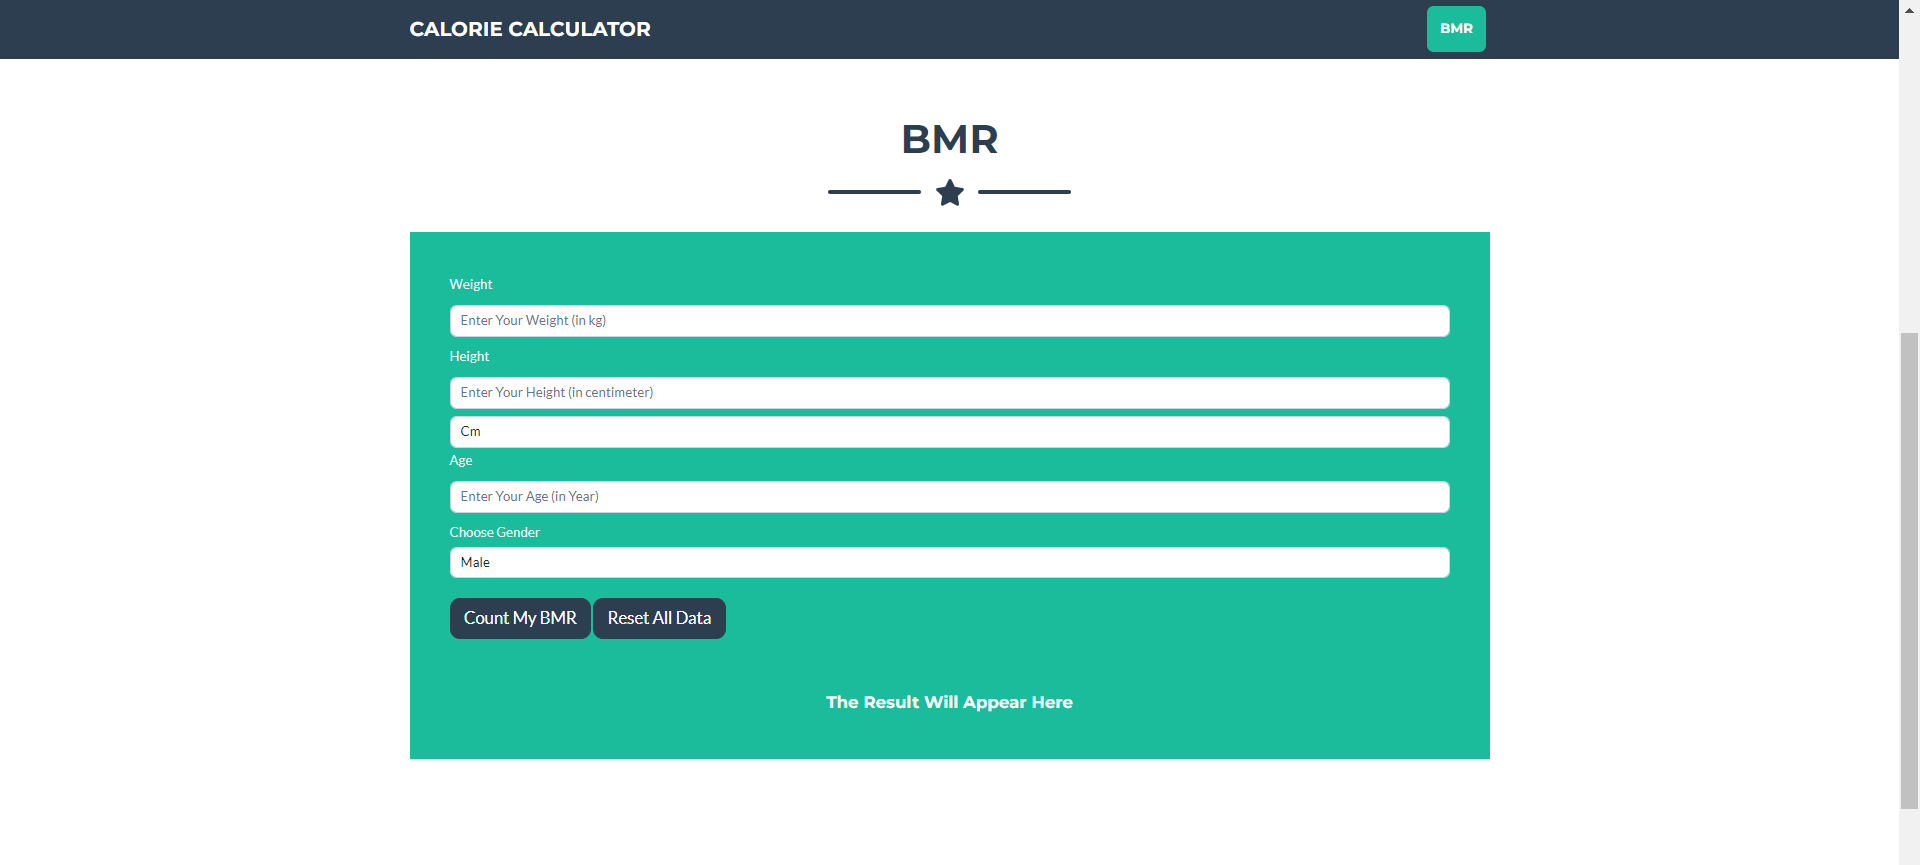 CALORIE CALCULATOR
BMR
BMR
Weight
Enter Your Weight (in kg)
Height
Enter Your Height (in centimeter)
Cm
Age
Enter Your Age (in Year)
Choose Gender
Male
Count My BMR
Reset All Data
The Result Will Appear Here